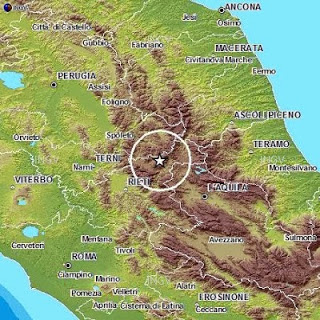 INGV
ANCONA
Jesi
Osimo
Città di Castello
Gubbio
Fabriano
MACERATA
Civitanova Marche
PERUGIA
Fermo
Assisi
Foligno
ASCOLI PICENO
Orvieto
Spoleto
TERNI
TERAMO
Narni
Montesilvano
VITERBO
RIETI
L'AQUILA
Cerveteri
Mentana
Avezzano
Sulmona
Tivoli
ROMA
Ciampino
Pomezia
Velletri
Alatri
FROSINONE
Aprilia
Cisterna di Latina
Ceccano